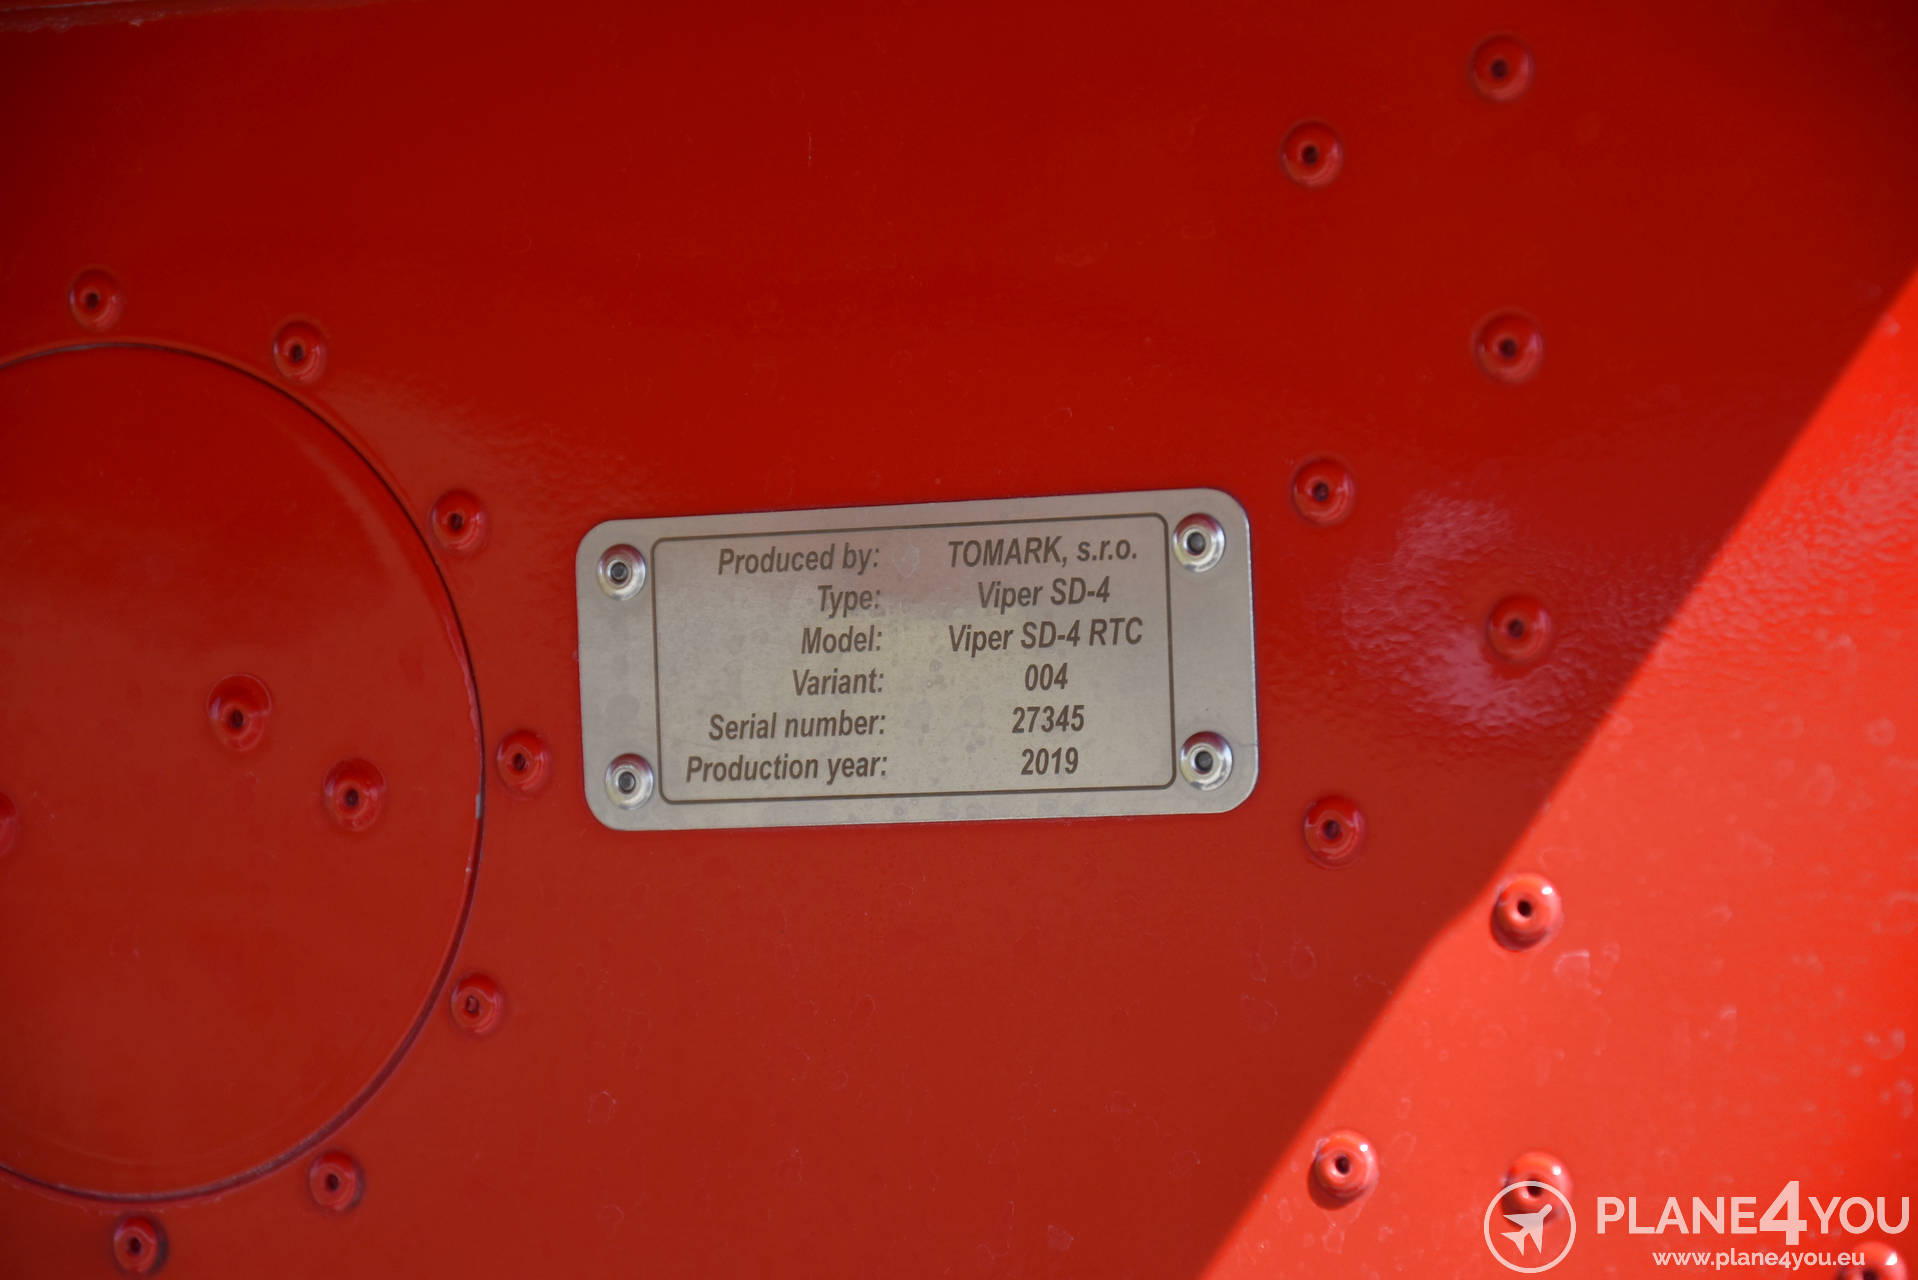 Produced by: TOMARK, s.r.o.
Type: Viper SD-4
Model: Viper SD-4 RTC
Variant: 004
Serial number: 27345
Production year: 2019
PLANE4YOU
www.plane4you.eu